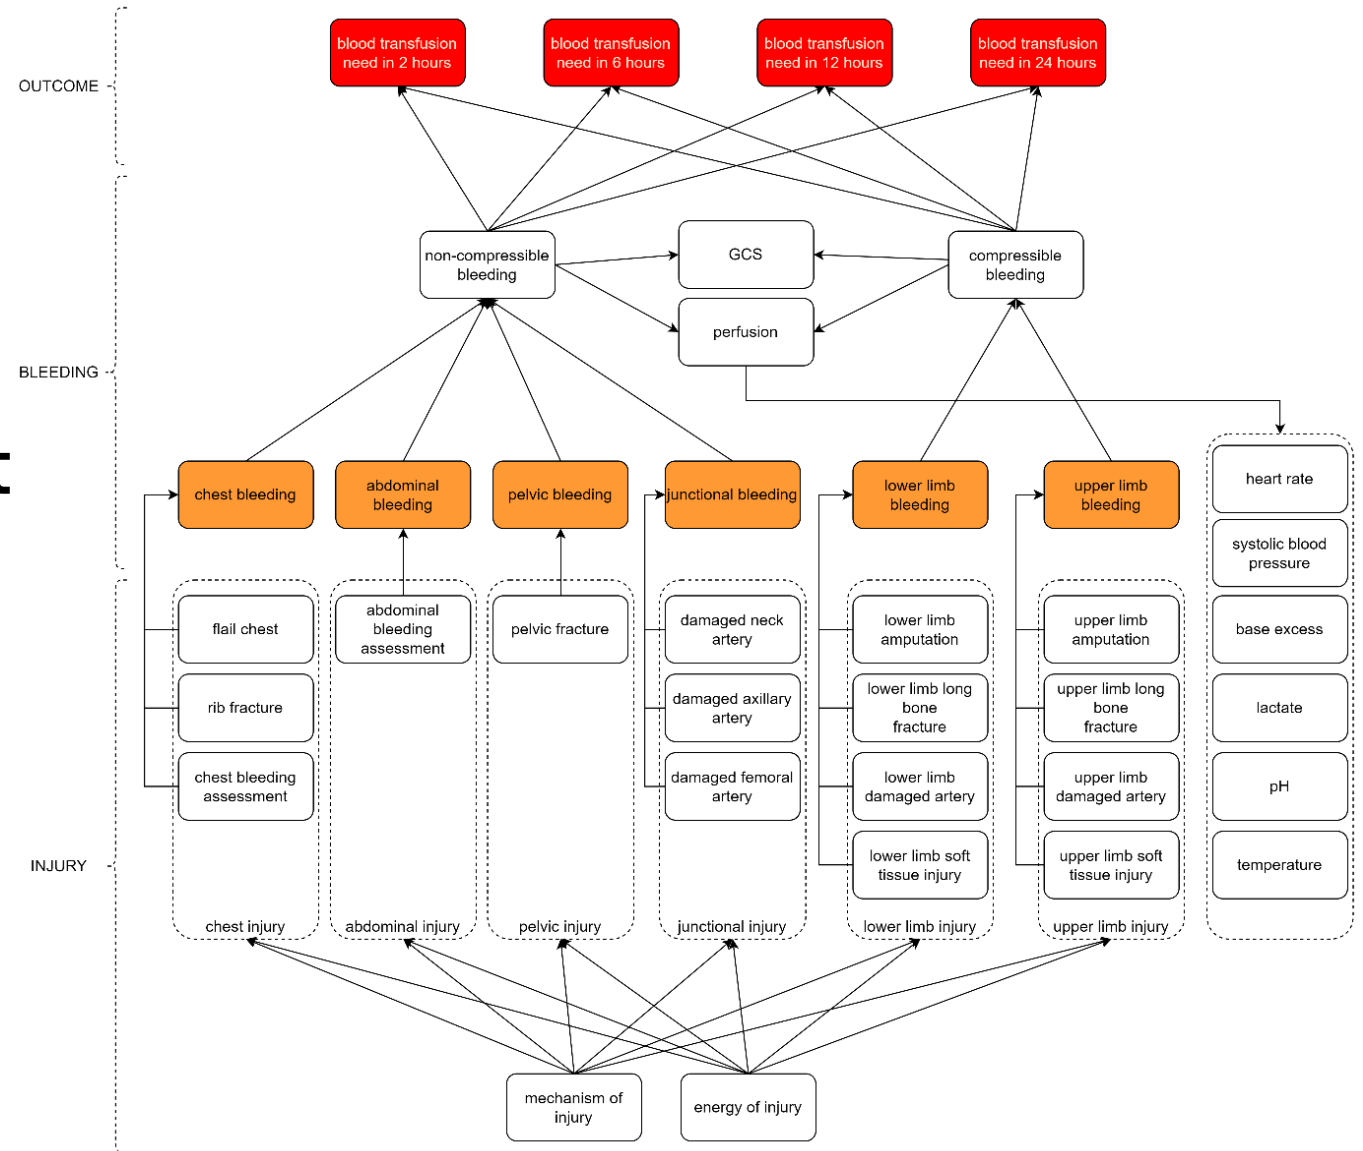 blood transfusion
need in 2 hours
blood transfusion
need in 6 hours
blood transfusion
need in 12 hours
blood transfusion
need in 24 hours
OUTCOME
non-compressible
bleeding
GCS
compressible
bleeding
perfusion
BLEEDING
t
chest bleeding
abdominal
bleeding
pelvic bleeding
junctional bleeding
lower limb
bleeding
upper limb
bleeding
heart rate
systolic blood
pressure
base excess
lactate
pH
temperature
flail chest
rib fracture
chest bleeding
assessment
chest injury
abdominal
bleeding
assessment
abdominal injury
pelvic fracture
pelvic injury
damaged neck
artery
damaged axillary
artery
damaged femoral
artery
junctional injury
lower limb
amputation
lower limb long
bone
fracture
lower limb
damaged artery
lower limb soft
tissue injury
lower limb injury
upper limb
amputation
upper limb long
bone
fracture
upper limb
damaged artery
upper limb soft
tissue injury
upper limb injury
INJURY
mechanism of
injury
energy of injury